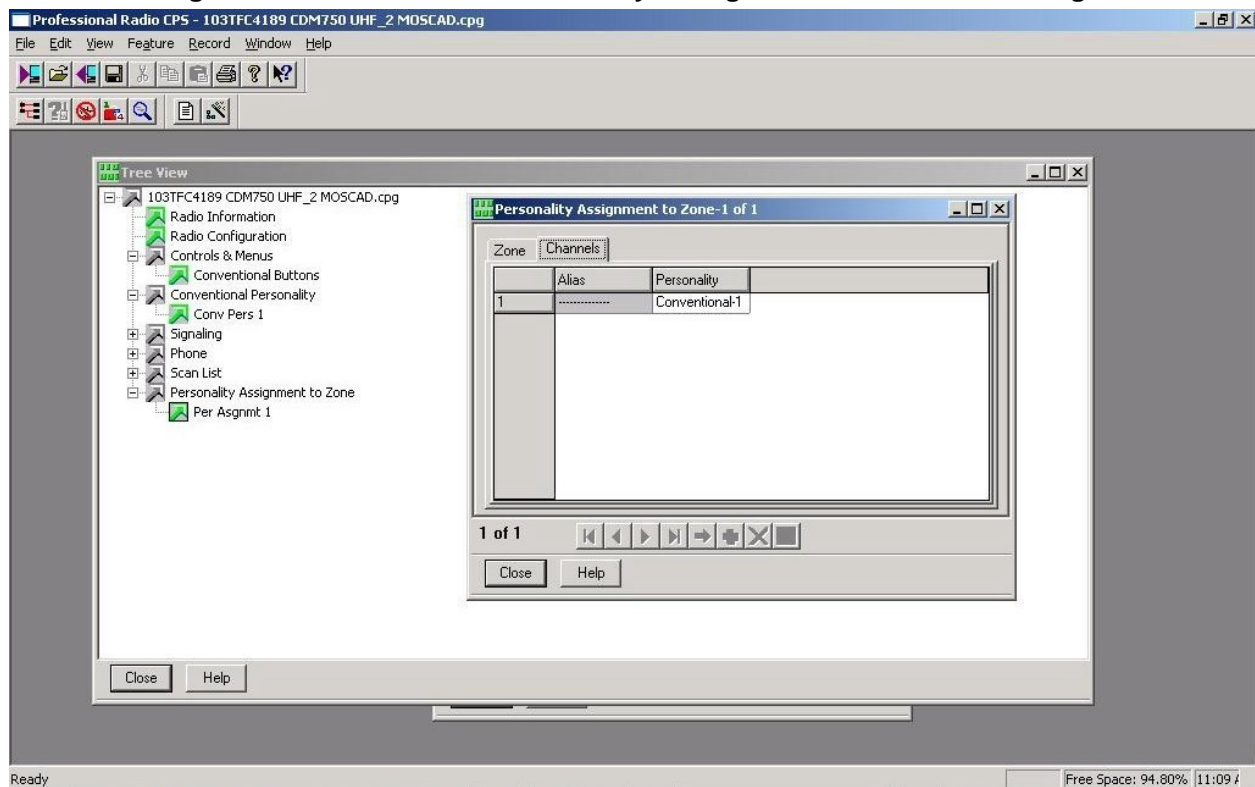 Professional Radio CPS - 103TFC4189 CDM750 UHF_2 MOSCAD.cpg
File Edit View Feature Record Window Help
Tree View
103TFC4189 CDM750 UHF_2 MOSCAD.cpg
Radio Information
Radio Configuration
Controls & Menus
Conventional Buttons
Conventional Personality
Conv Pers 1
Signaling
Phone
Scan List
Personality Assignment to Zone
Per Asgnmt 1
Close Help
Personality Assignment to Zone-1 of 1
Zone Channels
Alias Personality
1 -------------- Conventional-1
1 of 1
Close Help
Ready Free Space: 94.80% 11:09